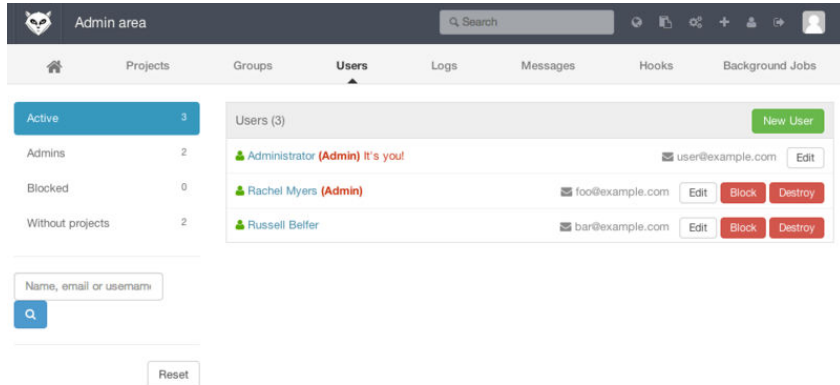 Admin area
Search
Projects Groups Users Logs Messages Hooks Background Jobs
Active 3
Admins 2
Blocked 0
Without projects 2
Name, email or usernam
Reset
Users (3) New User
Administrator (Admin) It's you! user@example.com Edit
Rachel Myers (Admin) foo@example.com Edit Block Destroy
Russell Belfer bar@example.com Edit Block Destroy